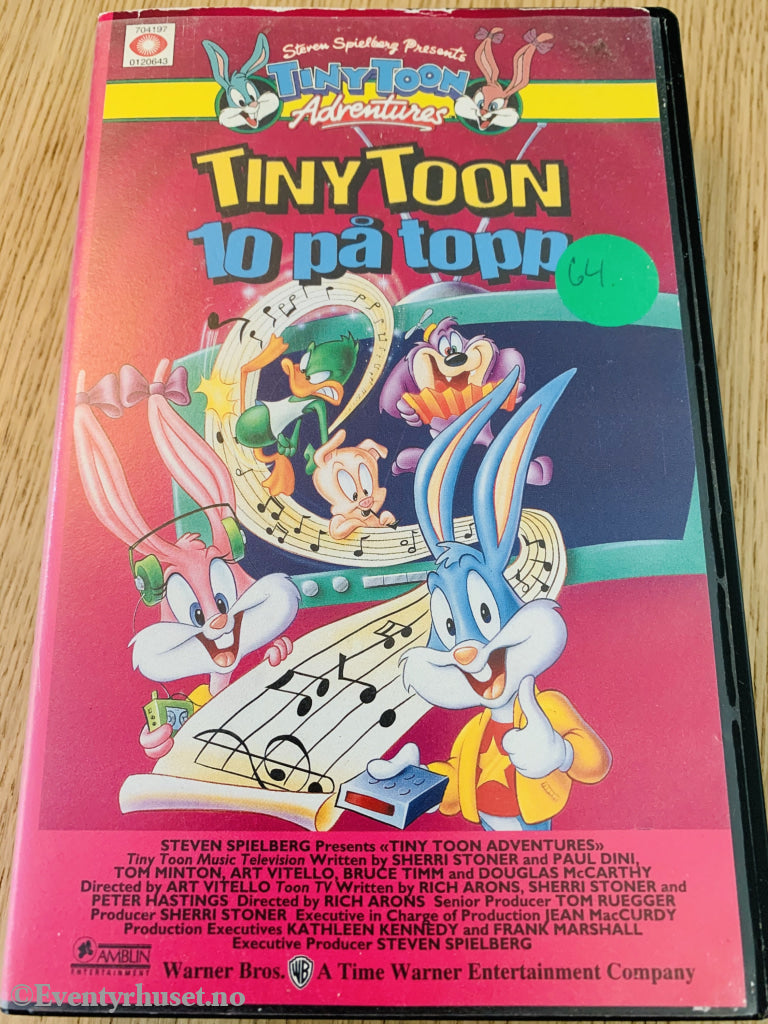 704197
0120643
Steven Spielberg Presents
TINY TOON
Adventures
TINY TOON
10 på topp
64.
STEVEN SPIELBERG Presents «TINY TOON ADVENTURES»
Tiny Toon Music Television Written by SHERRI STONER and PAUL DINI,
TOM MINTON, ART VITELLO, BRUCE TIMM and DOUGLAS McCARTHY
Directed by ART VITELLO Toon TV Written by RICH ARONS, SHERRI STONER and
PETER HASTINGS Directed by RICH ARONS Senior Producer TOM RUEGGER
Producer SHERRI STONER Executive in Charge of Production JEAN MacCURDY
Production Executives KATHLEEN KENNEDY and FRANK MARSHALL
Executive Producer STEVEN SPIELBERG
AMBLIN
ENTERTAINMENT
Warner Bros. WB A Time Warner Entertainment Company
©Eventyrhuset.no